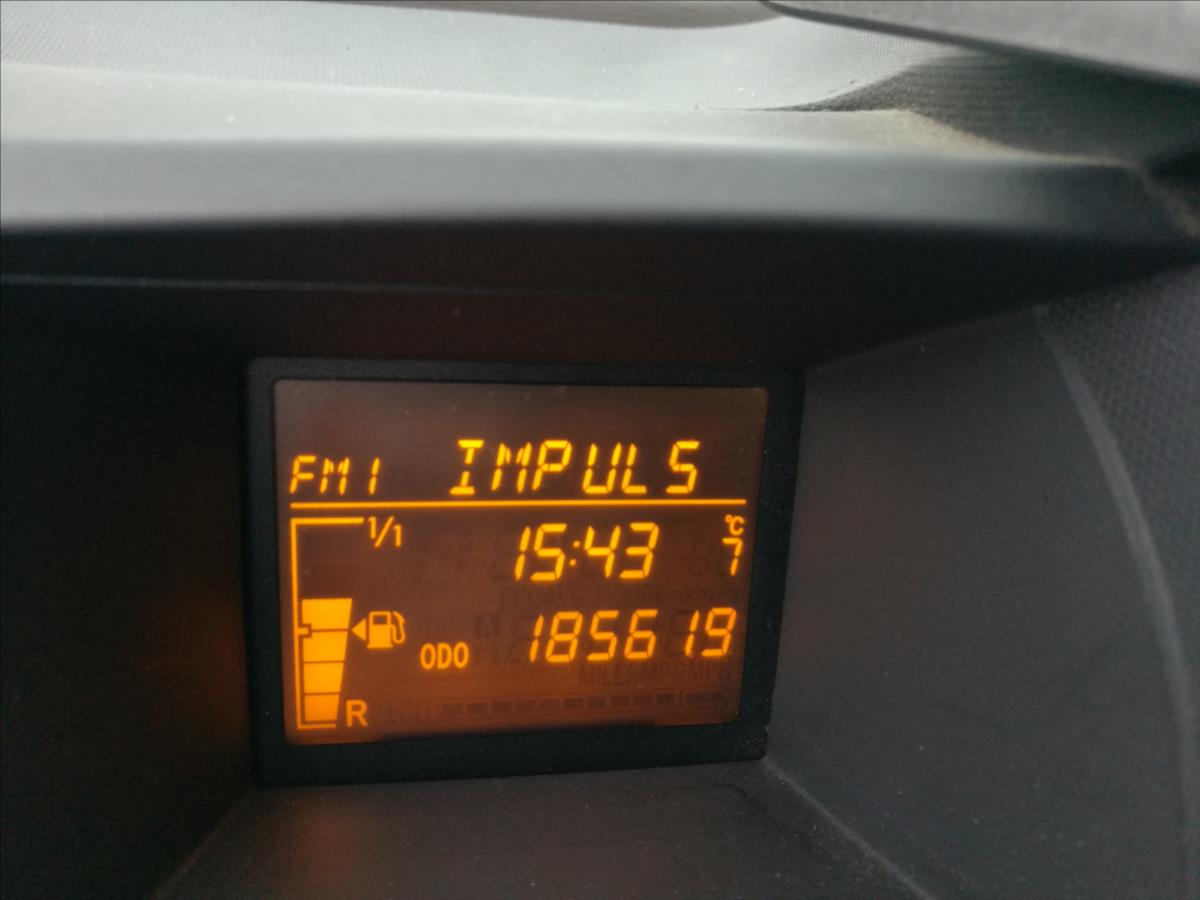 FM1 IMPULS
1/1 15:43 °C
7
ODO 185619
R